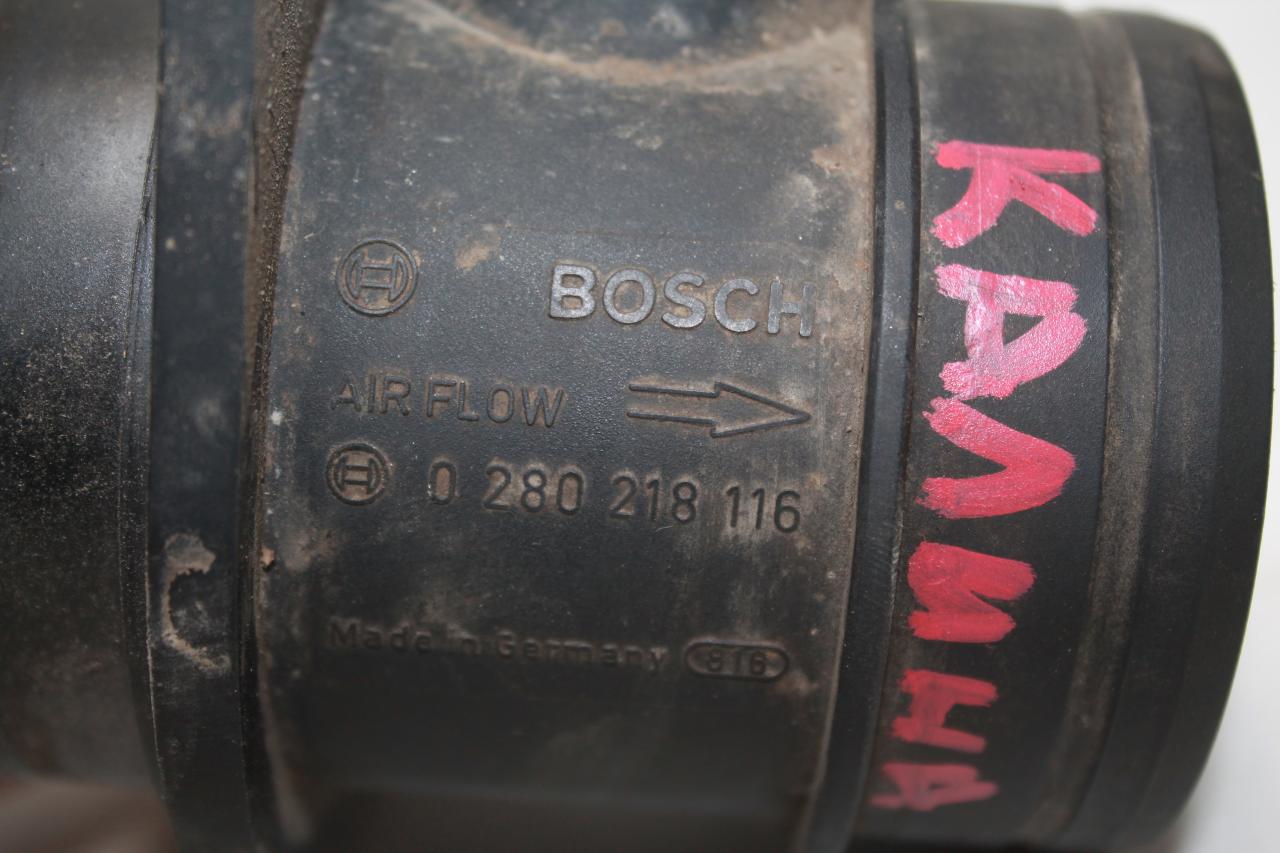 BOSCH
AIR FLOW
0 280 218 116
Made in Germany 816
КАЛИНА